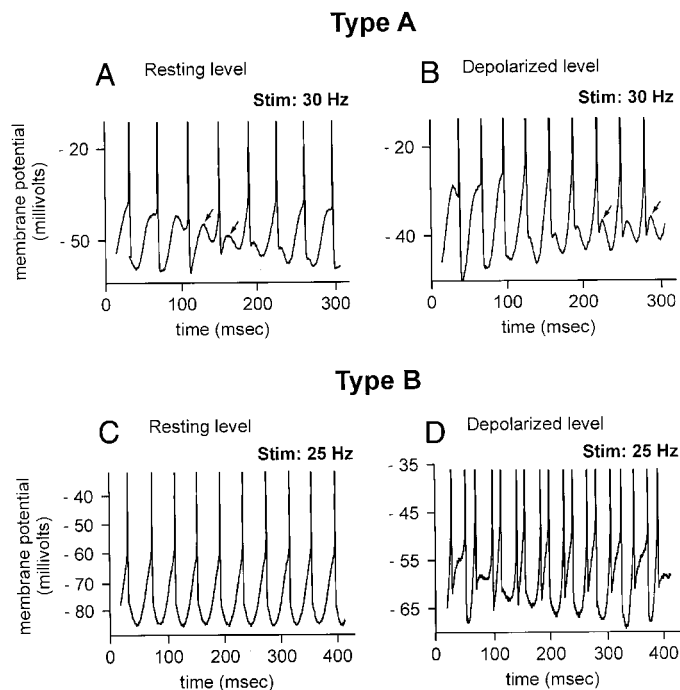 Type A
A Resting level
Stim: 30 Hz
B Depolarized level
Stim: 30 Hz
membrane potential
(millivolts)
- 20
- 50
0 100 200 300
time (msec)
- 20
- 40
0 100 200 300
time (msec)
Type B
C Resting level
Stim: 25 Hz
D Depolarized level
Stim: 25 Hz
membrane potential
(millivolts)
- 40
- 50
- 60
- 70
- 80
0 100 200 300 400
time (msec)
- 35
- 45
- 55
- 65
0 100 200 300 400
time (msec)